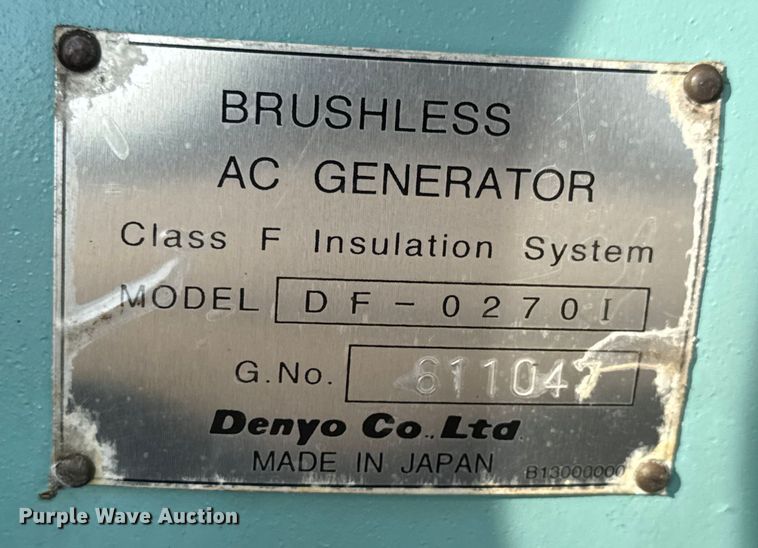 BRUSHLESS
AC GENERATOR
Class F Insulation System
MODEL DF-0270I
G.No. 611047
Denyo Co., Ltd.
MADE IN JAPAN B13000000
Purple Wave Auction